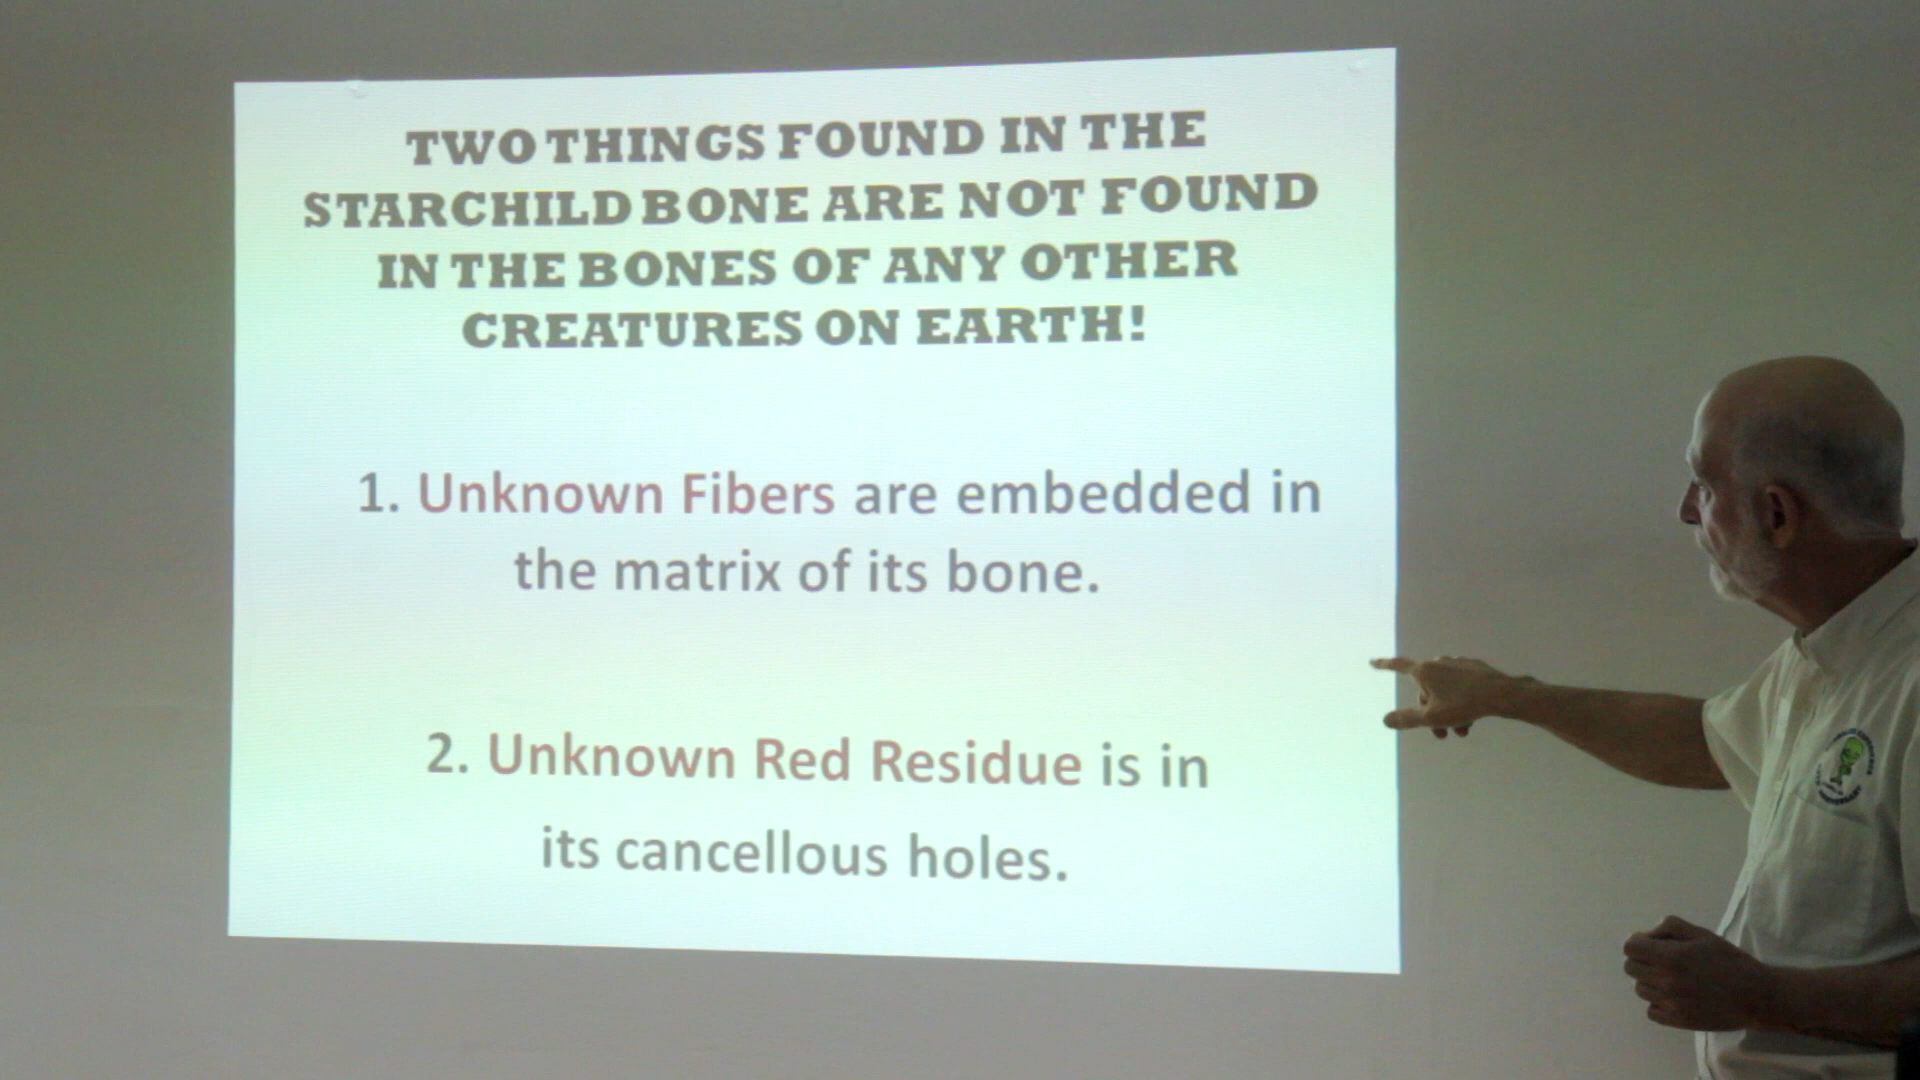 TWO THINGS FOUND IN THE
STARCHILD BONE ARE NOT FOUND
IN THE BONES OF ANY OTHER
CREATURES ON EARTH!
1. Unknown Fibers are embedded in
the matrix of its bone.
2. Unknown Red Residue is in
its cancellous holes.